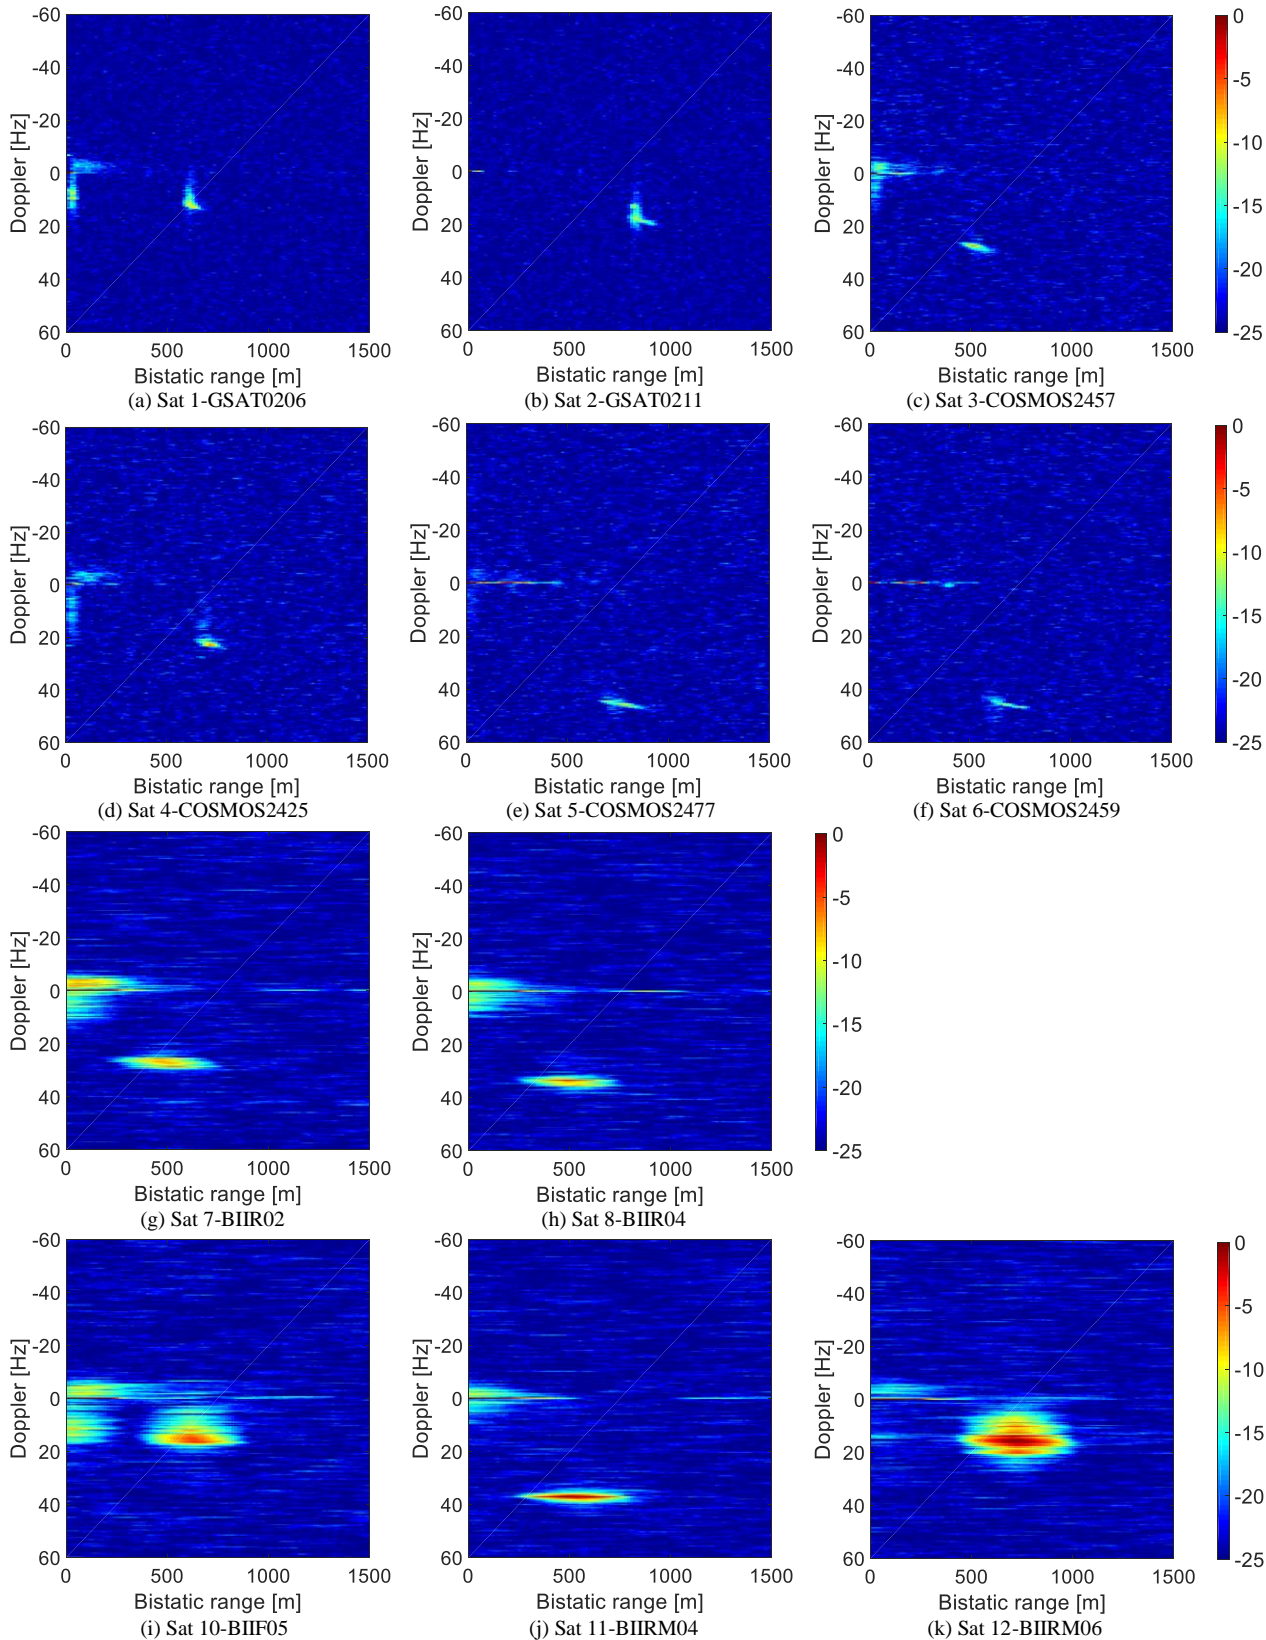 -60
-40
-20
0
20
40
60
Doppler [Hz]
0 500 1000 1500
Bistatic range [m]
(a) Sat 1-GSAT0206
-60
-40
-20
0
20
40
60
Doppler [Hz]
0 500 1000 1500
Bistatic range [m]
(b) Sat 2-GSAT0211
-60
-40
-20
0
20
40
60
Doppler [Hz]
0 500 1000 1500
Bistatic range [m]
(c) Sat 3-COSMOS2457
0
-5
-10
-15
-20
-25
-60
-40
-20
0
20
40
60
Doppler [Hz]
0 500 1000 1500
Bistatic range [m]
(d) Sat 4-COSMOS2425
-60
-40
-20
0
20
40
60
Doppler [Hz]
0 500 1000 1500
Bistatic range [m]
(e) Sat 5-COSMOS2477
-60
-40
-20
0
20
40
60
Doppler [Hz]
0 500 1000 1500
Bistatic range [m]
(f) Sat 6-COSMOS2459
0
-5
-10
-15
-20
-25
-60
-40
-20
0
20
40
60
Doppler [Hz]
0 500 1000 1500
Bistatic range [m]
(g) Sat 7-BIIR02
-60
-40
-20
0
20
40
60
Doppler [Hz]
0 500 1000 1500
Bistatic range [m]
(h) Sat 8-BIIR04
0
-5
-10
-15
-20
-25
-60
-40
-20
0
20
40
60
Doppler [Hz]
0 500 1000 1500
Bistatic range [m]
(i) Sat 10-BIIF05
-60
-40
-20
0
20
40
60
Doppler [Hz]
0 500 1000 1500
Bistatic range [m]
(j) Sat 11-BIIRM04
-60
-40
-20
0
20
40
60
Doppler [Hz]
0 500 1000 1500
Bistatic range [m]
(k) Sat 12-BIIRM06
0
-5
-10
-15
-20
-25